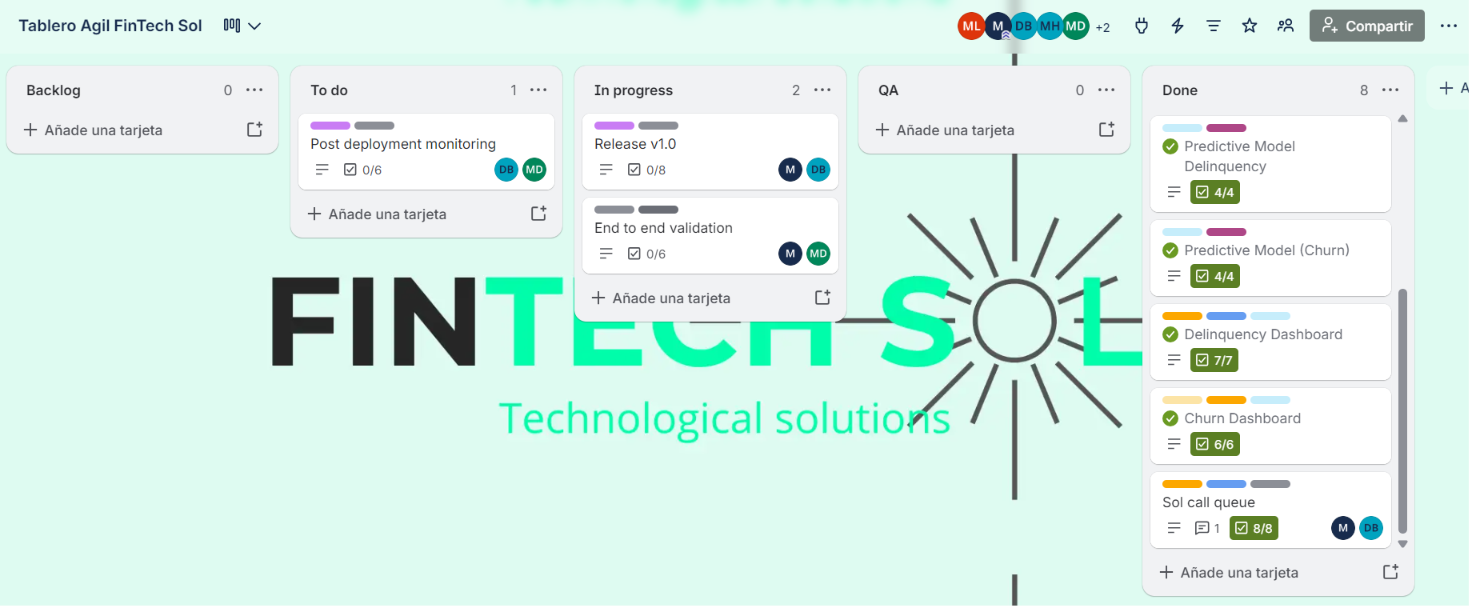 Tablero Agil FinTech Sol
ML M DB MH MD +2
Compartir
Backlog 0
Añade una tarjeta
To do 1
Post deployment monitoring
0/6 DB MD
Añade una tarjeta
In progress 2
Release v1.0
0/8 M DB
End to end validation
0/6 M MD
Añade una tarjeta
QA 0
Añade una tarjeta
Done 8
Predictive Model
Delinquency
4/4
Predictive Model (Churn)
4/4
Delinquency Dashboard
7/7
Churn Dashboard
6/6
Sol call queue
1 8/8 M DB
Añade una tarjeta
FINTECH SOL
Technological solutions